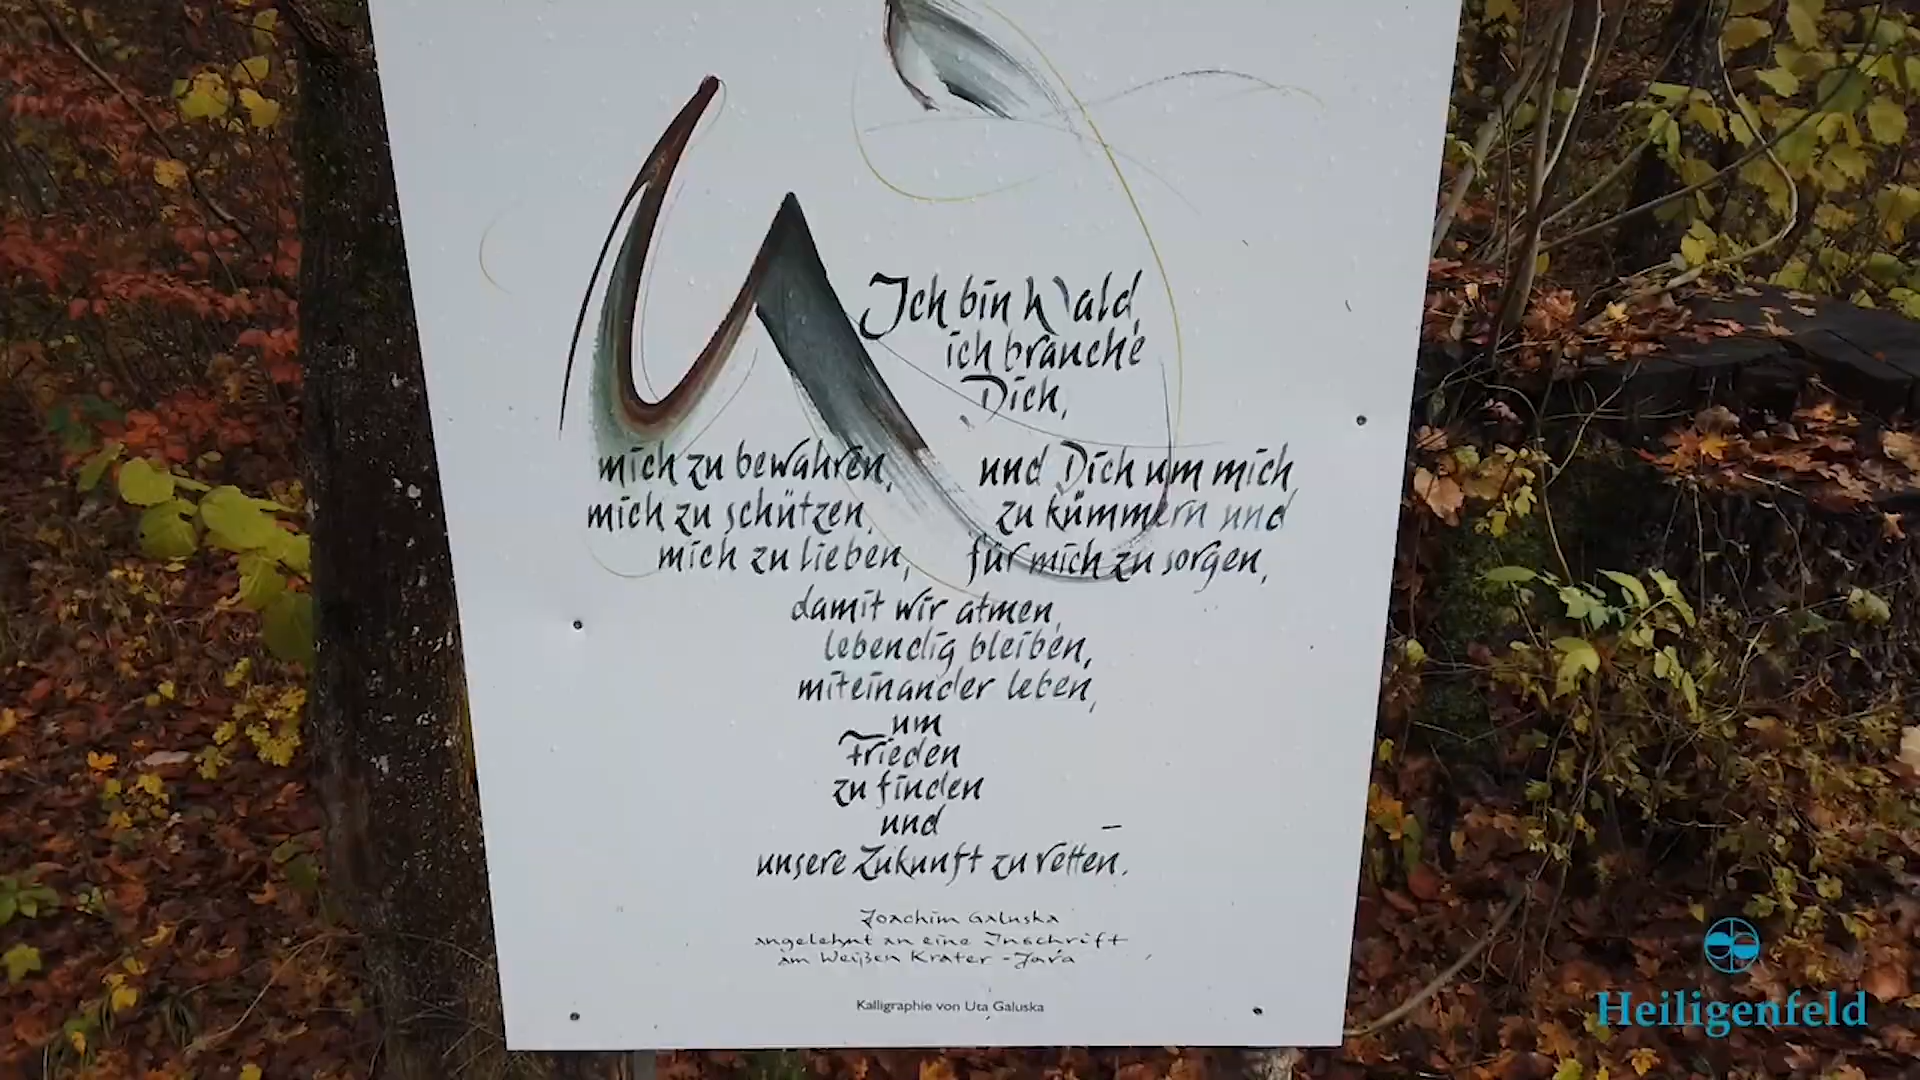 Ich bin Wald,
ich brauche
Dich,
mich zu bewahren,
mich zu schützen,
mich zu lieben,
und Dich um mich
zu kümmern und
für mich zu sorgen,
damit wir atmen,
lebendig bleiben,
miteinander leben,
um
Frieden
zu finden
und
unsere Zukunft zu retten.
Joachim Galuska
angelehnt an eine Inschrift
am Weißen Krater - Java
Kalligraphie von Uta Galuska
Heiligenfeld